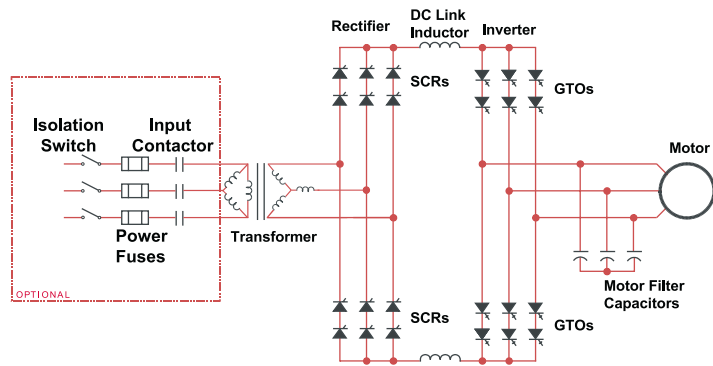 Rectifier
DC Link
Inductor
Inverter
SCRs
GTOs
Isolation
Switch
Input
Contactor
Motor
Power
Fuses
Transformer
Motor Filter
Capacitors
OPTIONAL
SCRs
GTOs